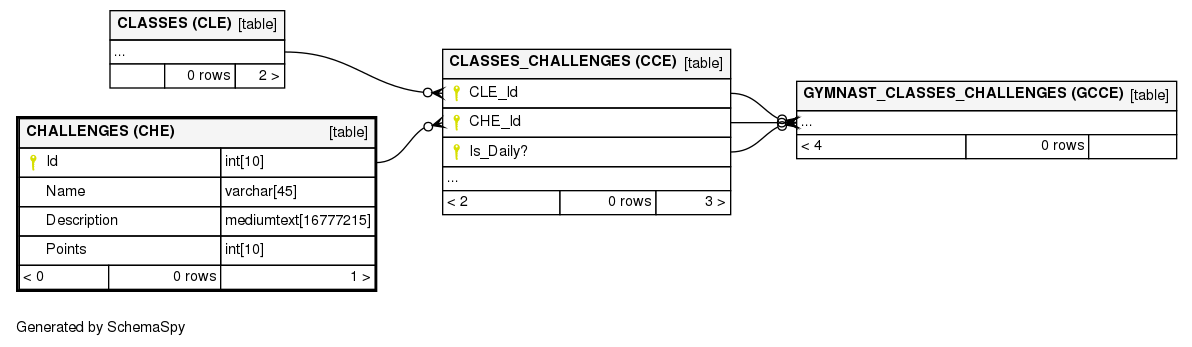 CLASSES (CLE) [table]
...
0 rows 2 >
CHALLENGES (CHE) [table]
Id int[10]
Name varchar[45]
Description mediumtext[16777215]
Points int[10]
< 0 0 rows 1 >
CLASSES_CHALLENGES (CCE) [table]
CLE_Id
CHE_Id
Is_Daily?
...
< 2 0 rows 3 >
GYMNAST_CLASSES_CHALLENGES (GCCE) [table]
...
< 4 0 rows
Generated by SchemaSpy